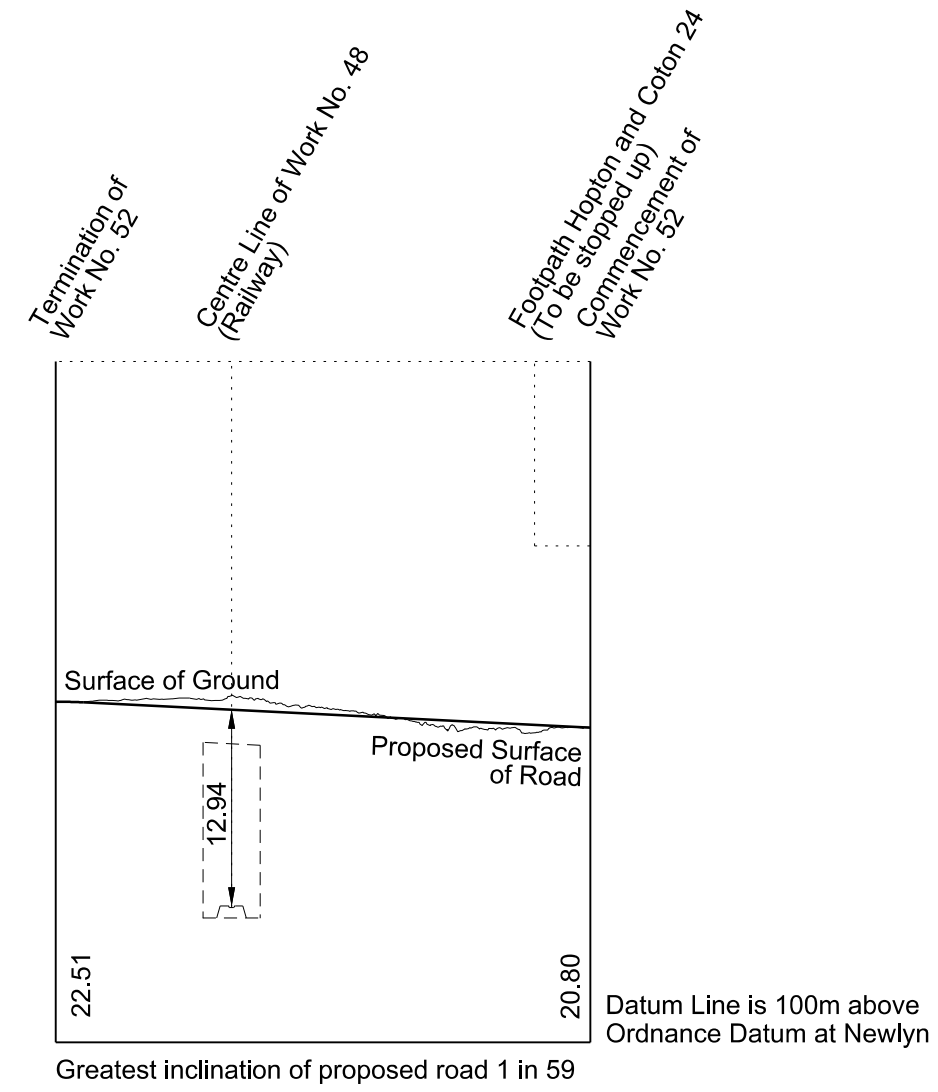 Termination of
Work No. 52
Centre Line of Work No. 48
(Railway)
Footpath Hopton and Coton 24
(To be stopped up)
Commencement of
Work No. 52
Surface of Ground
Proposed Surface
of Road
12.94
22.51
20.80
Datum Line is 100m above
Ordnance Datum at Newlyn
Greatest inclination of proposed road 1 in 59